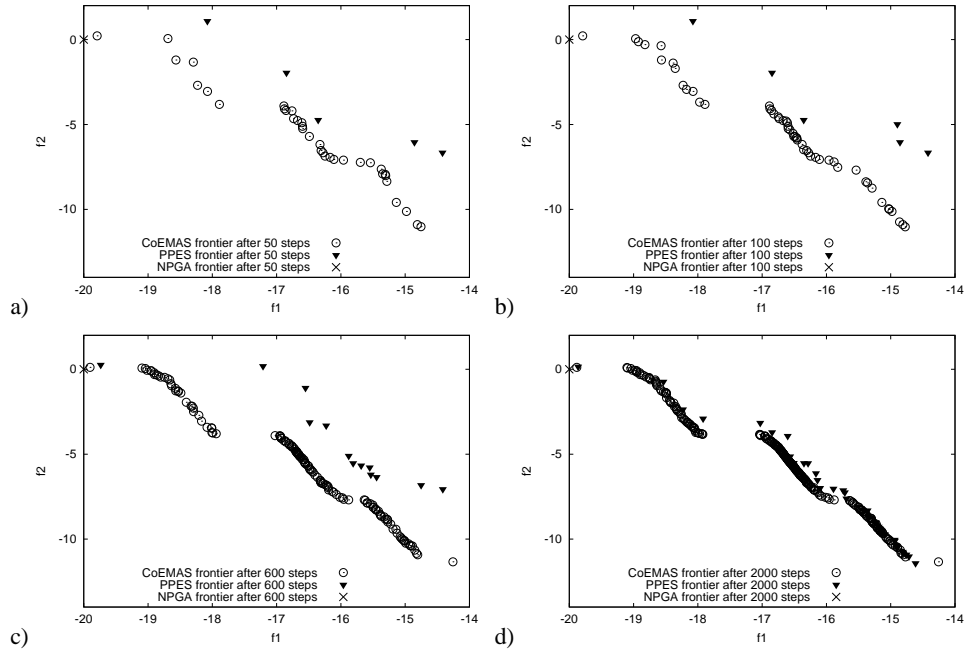 0
-5
-10
f2
CoEMAS frontier after 50 steps
PPES frontier after 50 steps
NPGA frontier after 50 steps
-20 -19 -18 -17 -16 -15 -14
f1
a)
0
-5
-10
f2
CoEMAS frontier after 100 steps
PPES frontier after 100 steps
NPGA frontier after 100 steps
-20 -19 -18 -17 -16 -15 -14
f1
b)
0
-5
-10
f2
CoEMAS frontier after 600 steps
PPES frontier after 600 steps
NPGA frontier after 600 steps
-20 -19 -18 -17 -16 -15 -14
f1
c)
0
-5
-10
f2
CoEMAS frontier after 2000 steps
PPES frontier after 2000 steps
NPGA frontier after 2000 steps
-20 -19 -18 -17 -16 -15 -14
f1
d)